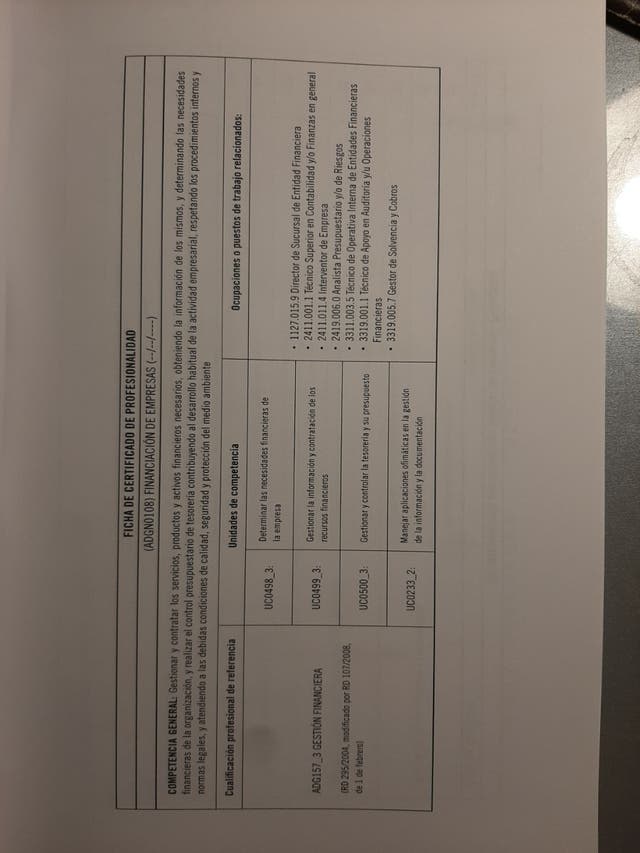 FICHA DE CERTIFICADO DE PROFESIONALIDAD
(ADGN0108) FINANCIACIÓN DE EMPRESAS (--/--/----)
COMPETENCIA GENERAL: Gestionar y contratar los servicios, productos y activos financieros necesarios, obteniendo la información de los mismos, y determinando las necesidades
financieras de la organización, y realizar el control presupuestario de tesorería contribuyendo al desarrollo habitual de la actividad empresarial, respetando los procedimientos internos y
normas legales, y atendiendo a las debidas condiciones de calidad, seguridad y protección del medio ambiente
Cualificación profesional de referencia
Unidades de competencia
Ocupaciones o puestos de trabajo relacionados:
ADG157_3 GESTIÓN FINANCIERA
(RD 295/2004, modificado por RD 107/2008,
de 1 de febrero)
UC0498_3:
Determinar las necesidades financieras de
la empresa
UC0499_3:
Gestionar la información y contratación de los
recursos financieros
UC0500_3:
Gestionar y controlar la tesorería y su presupuesto
UC0233_2:
Manejar aplicaciones ofimáticas en la gestión
de la información y la documentación
• 1127.015.9 Director de Sucursal de Entidad Financiera
• 2411.001.1 Técnico Superior en Contabilidad y/o Finanzas en general
• 2411.011.4 Interventor de Empresa
• 2419.006.0 Analista Presupuestario y/o de Riesgos
• 3311.003.5 Técnico de Operativa Interna de Entidades Financieras
• 3319.001.1 Técnico de Apoyo en Auditoría y/u Operaciones
Financieras
• 3319.005.7 Gestor de Solvencia y Cobros